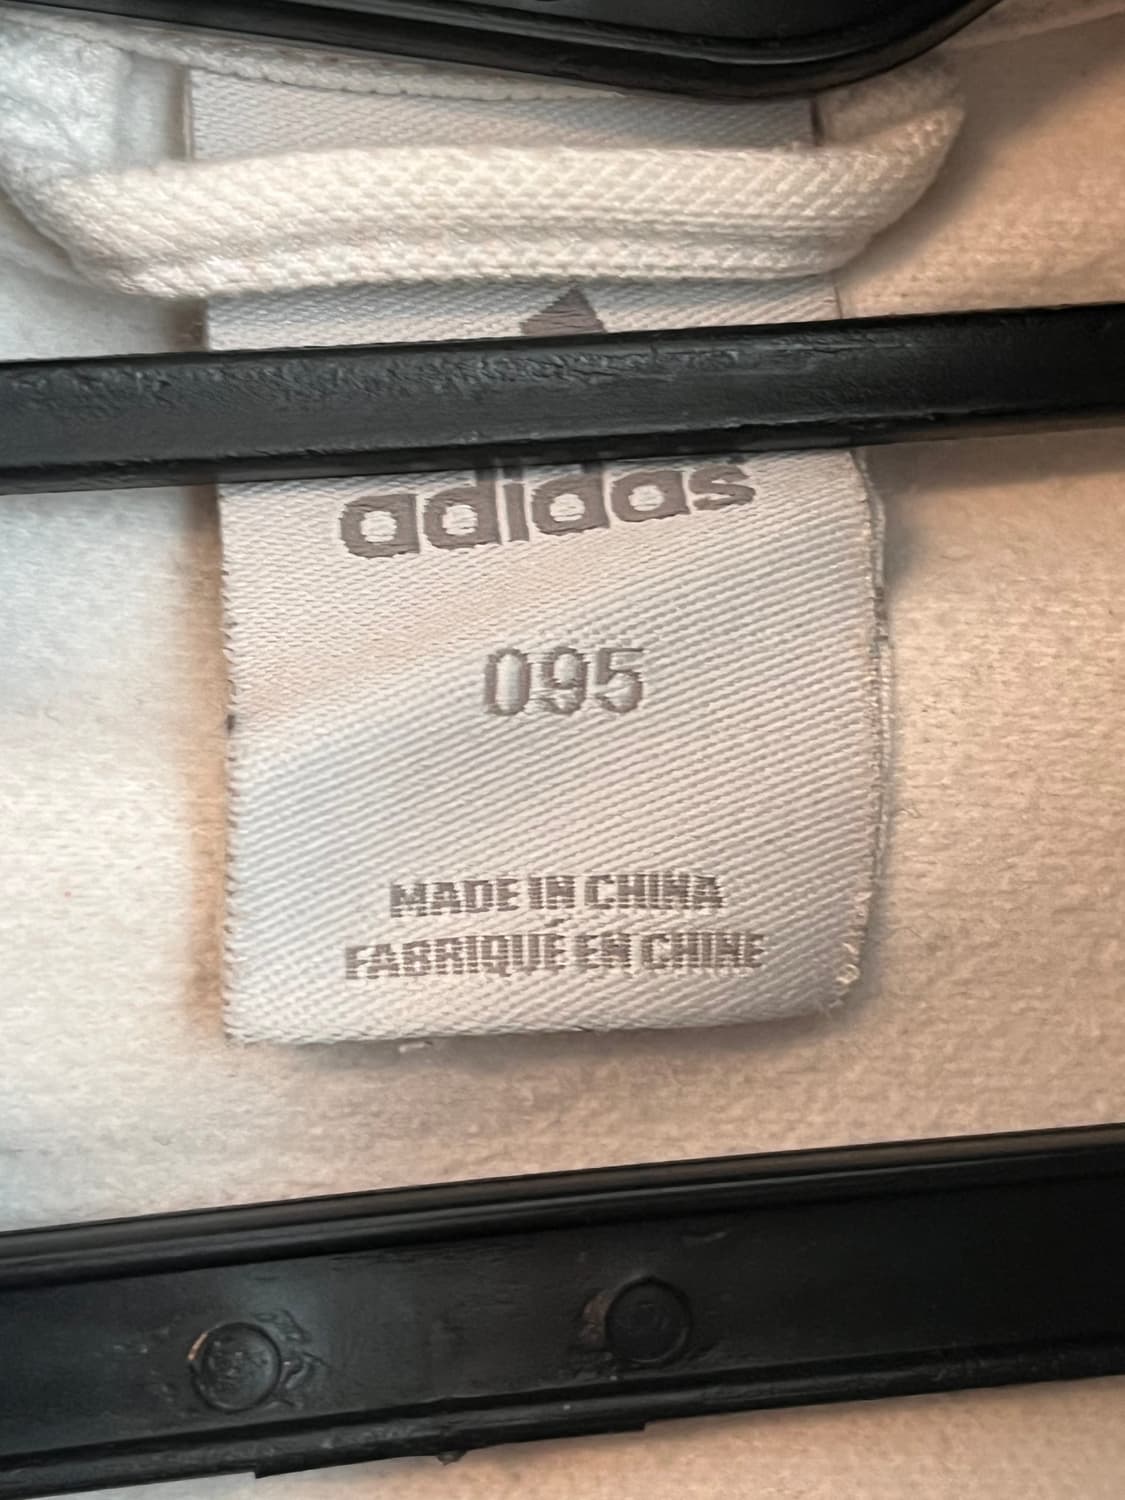 adidas
095
MADE IN CHINA
FABRIQUÉ EN CHINE